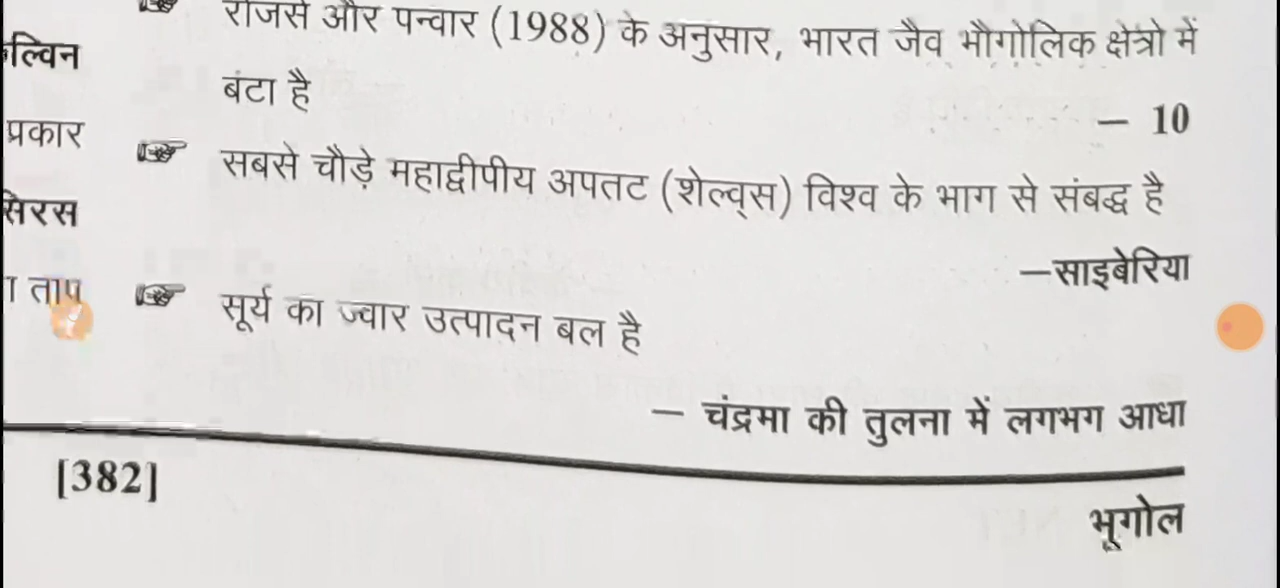 ल्विन
प्रकार
सिरस
ा ताप
रोजर्स और पन्वार (1988) के अनुसार, भारत जैव भौगोलिक क्षेत्रो में
बंटा है
– 10
सबसे चौड़े महाद्वीपीय अपतट (शेल्व्स) विश्व के भाग से संबद्ध है
–साइबेरिया
सूर्य का ज्वार उत्पादन बल है
– चंद्रमा की तुलना में लगभग आधा
[382]
भूगोल